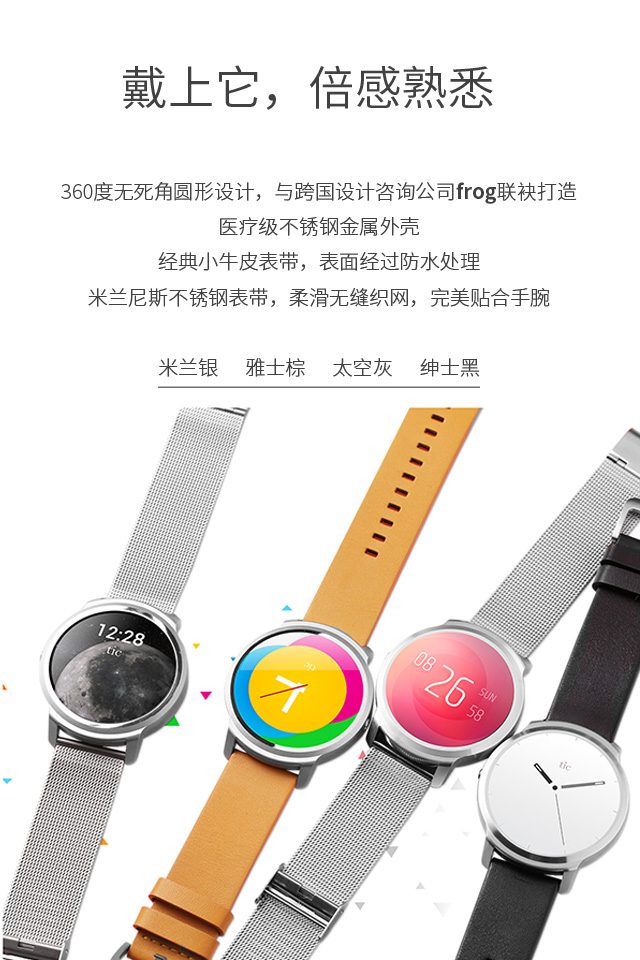 戴上它，倍感熟悉
360度无死角圆形设计，与跨国设计咨询公司frog联袂打造
医疗级不锈钢金属外壳
经典小牛皮表带，表面经过防水处理
米兰尼斯不锈钢表带，柔滑无缝织网，完美贴合手腕
米兰银 雅士棕 太空灰 绅士黑
12:28
tic
08
26
SUN
58
tic